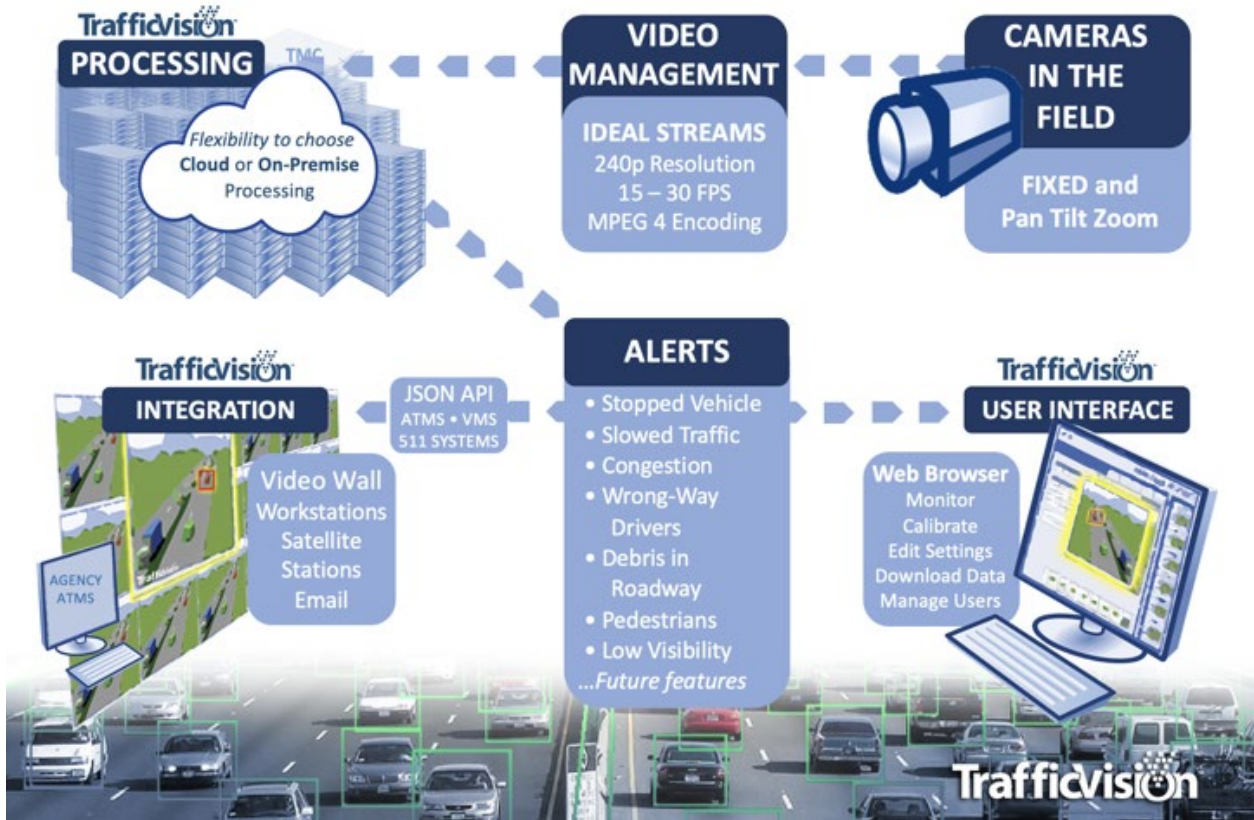 TrafficVision
PROCESSING
TMC
Flexibility to choose
Cloud or On-Premise
Processing
VIDEO
MANAGEMENT
IDEAL STREAMS
240p Resolution
15 – 30 FPS
MPEG 4 Encoding
CAMERAS
IN THE
FIELD
FIXED and
Pan Tilt Zoom
TrafficVision
INTEGRATION
Video Wall
Workstations
Satellite
Stations
Email
AGENCY
ATMS
TrafficVision
JSON API
ATMS • VMS
511 SYSTEMS
ALERTS
• Stopped Vehicle
• Slowed Traffic
• Congestion
• Wrong-Way
Drivers
• Debris in
Roadway
• Pedestrians
• Low Visibility
...Future features
TrafficVision
USER INTERFACE
Web Browser
Monitor
Calibrate
Edit Settings
Download Data
Manage Users
TrafficVision